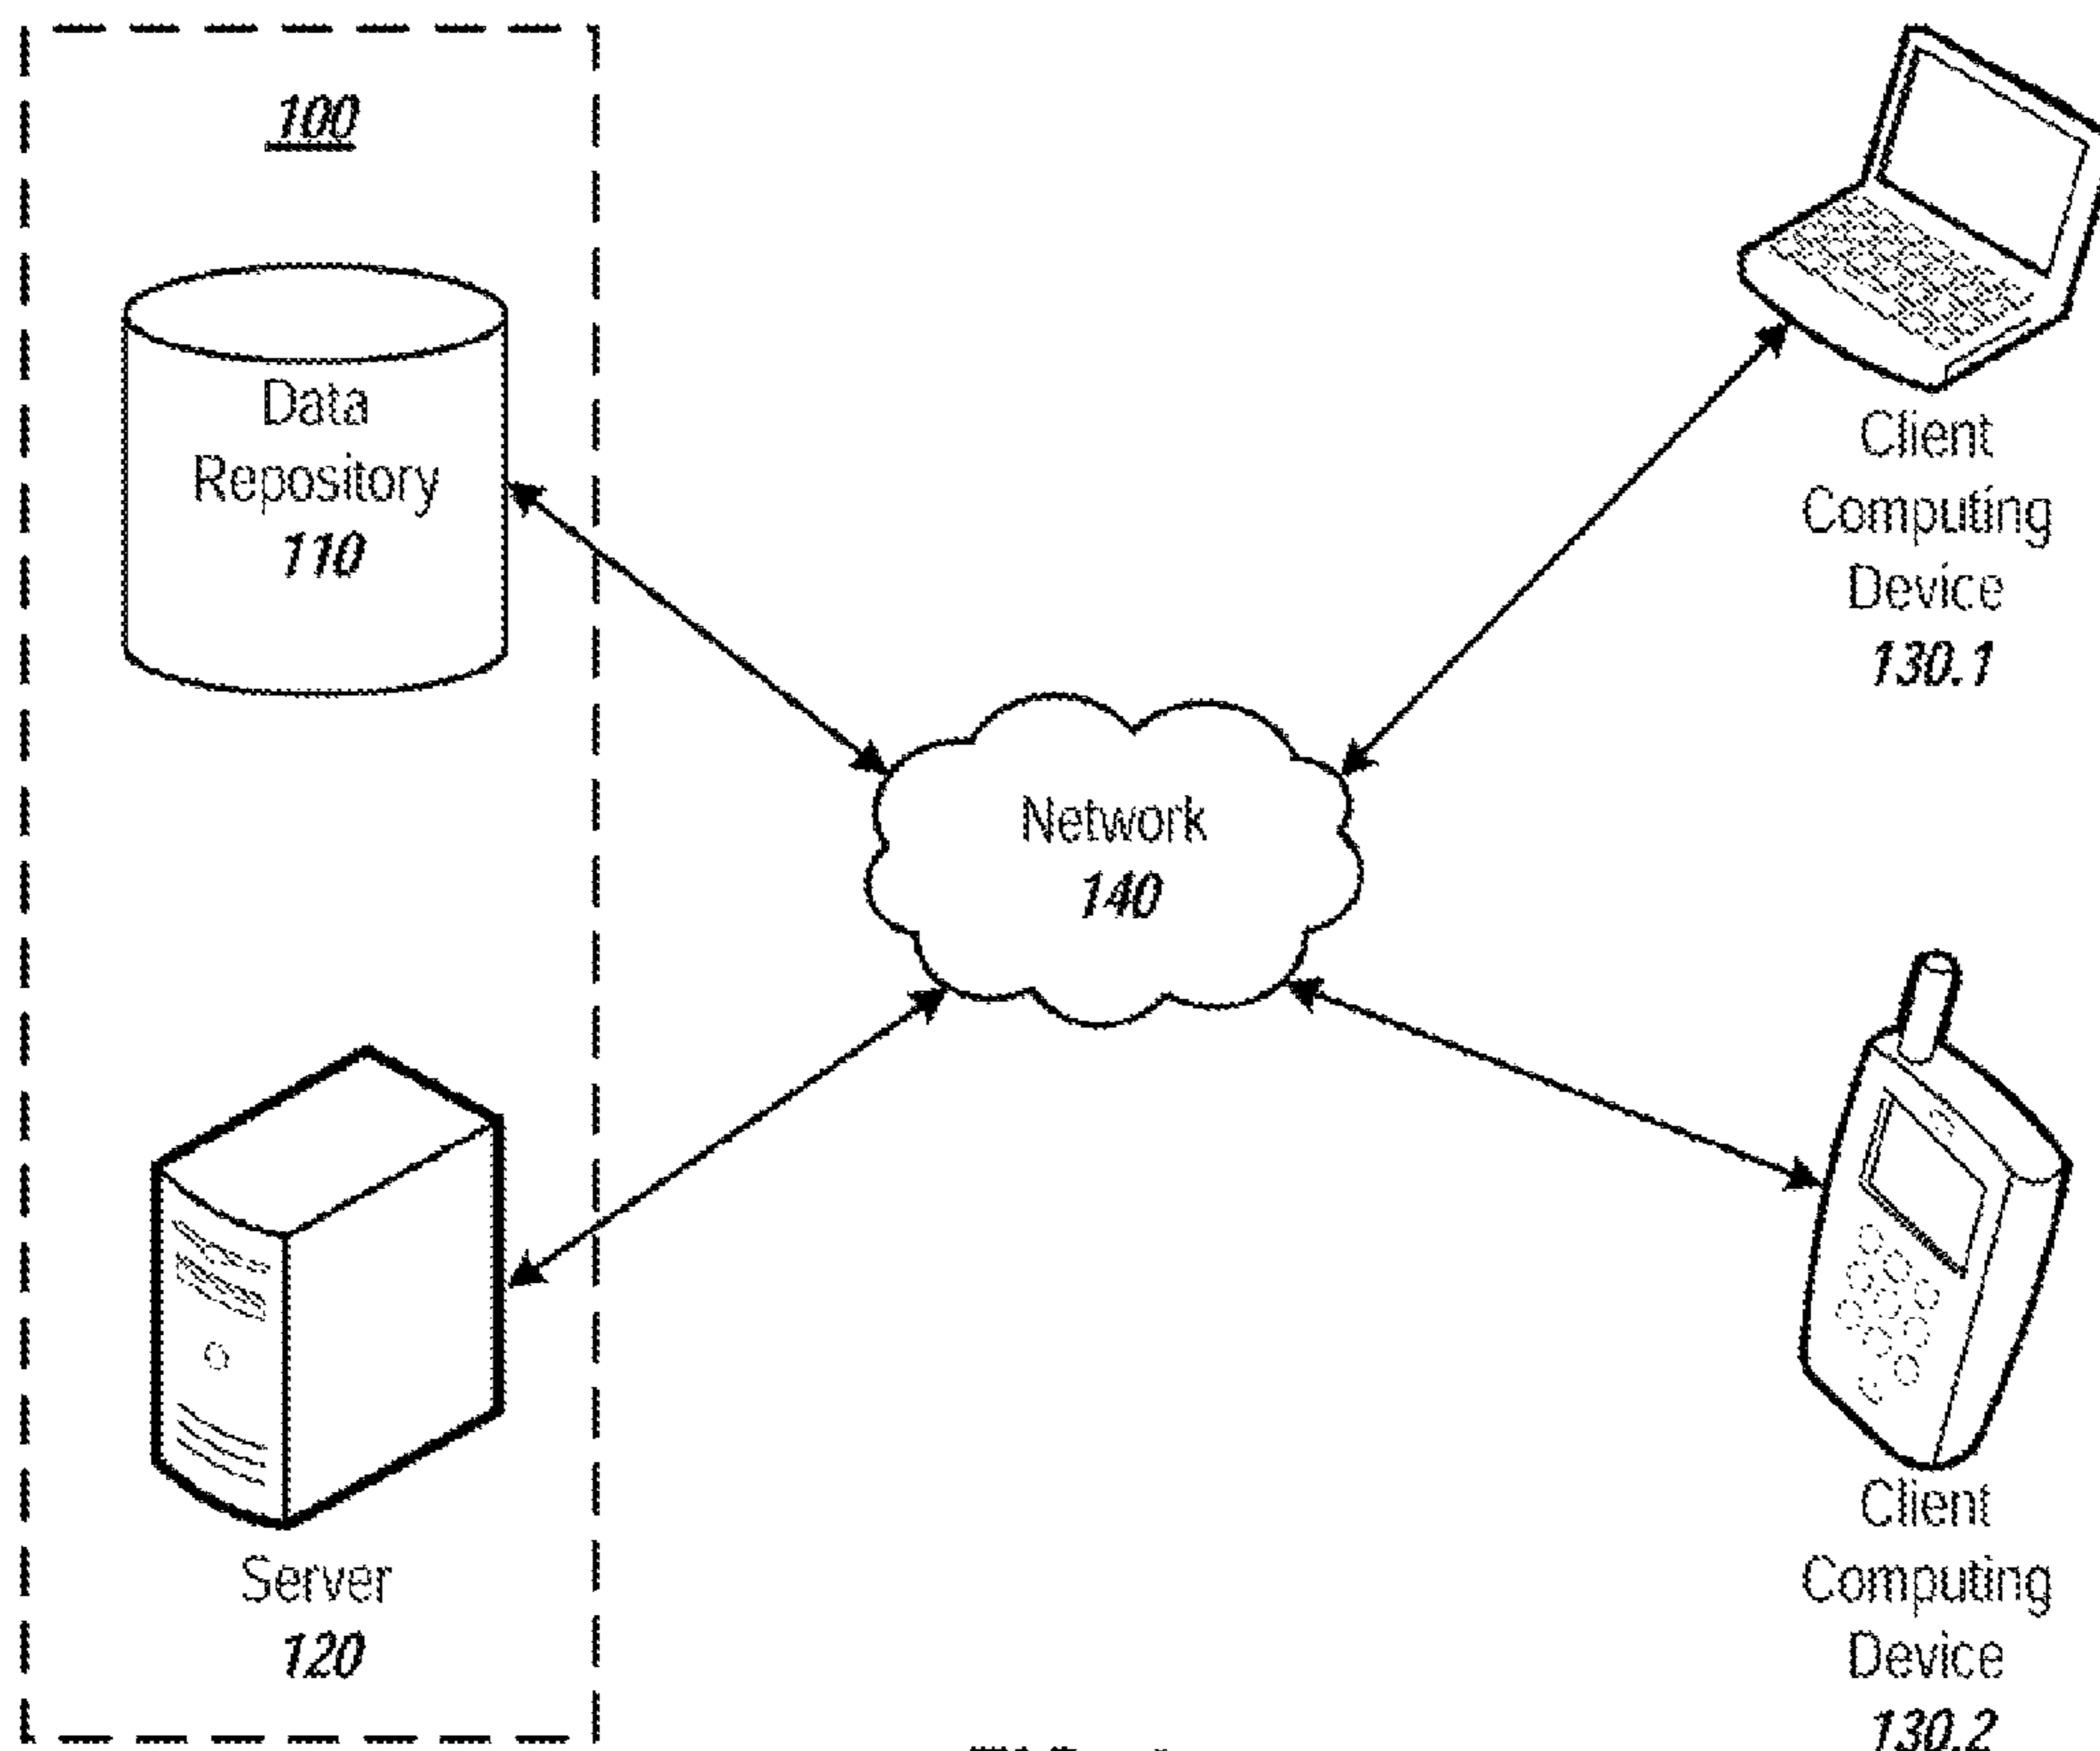 100
Data
Repository
110
Client
Computing
Device
130.1
Network
140
Server
120
Client
Computing
Device
130.2